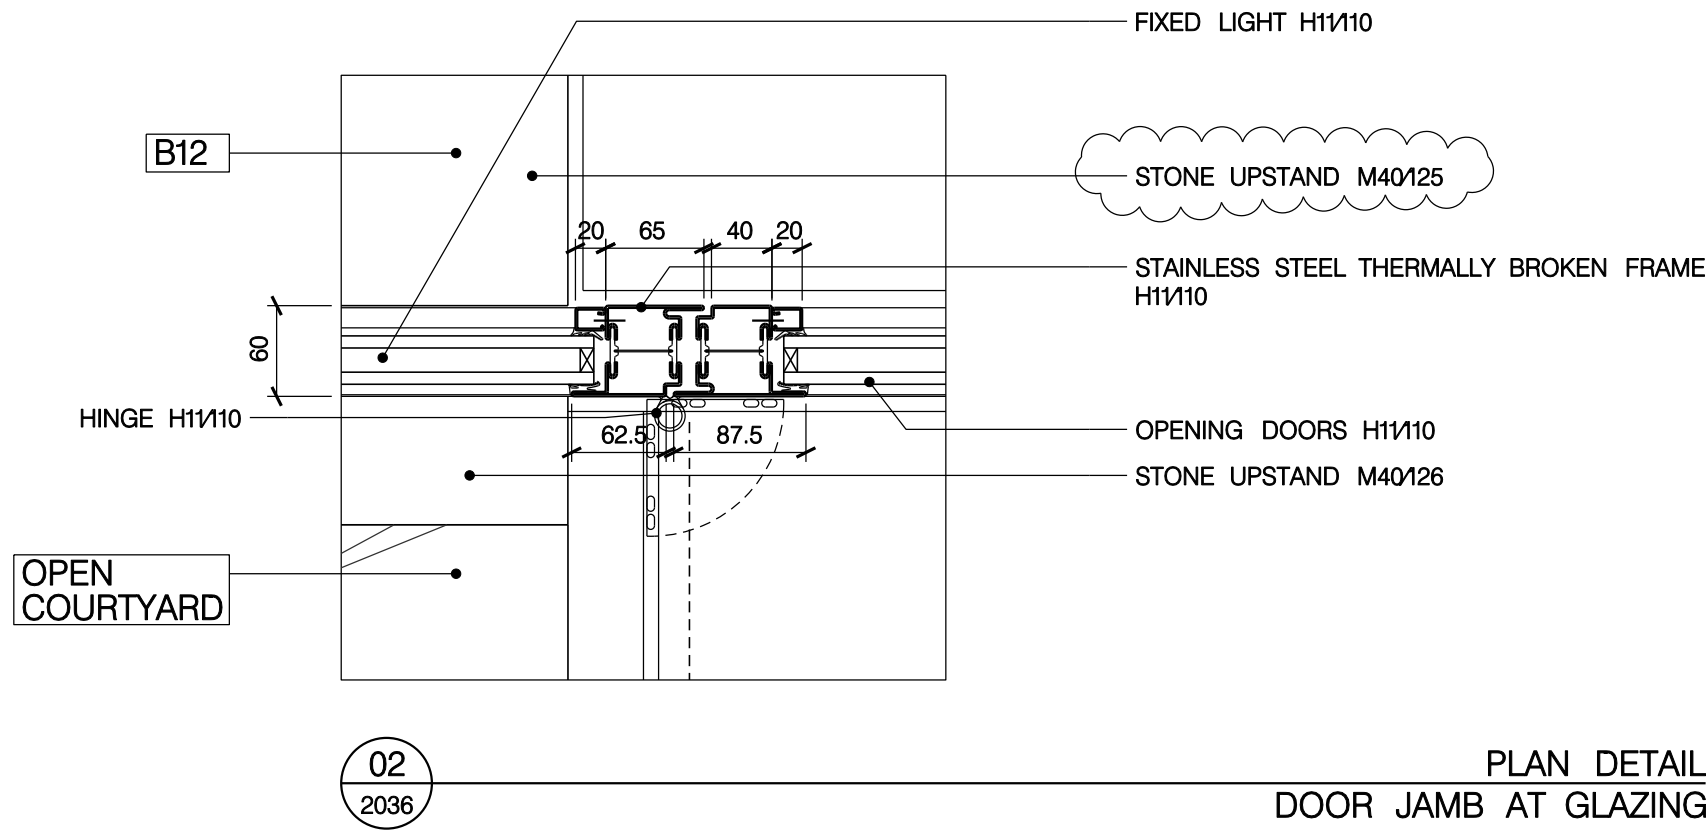 FIXED LIGHT H11/110
B12
STONE UPSTAND M40/125
20 65 40 20
STAINLESS STEEL THERMALLY BROKEN FRAME
H11/110
60
HINGE H11/110
62.5 87.5
OPENING DOORS H11/110
STONE UPSTAND M40/126
OPEN
COURTYARD
02
2036
PLAN DETAIL
DOOR JAMB AT GLAZING